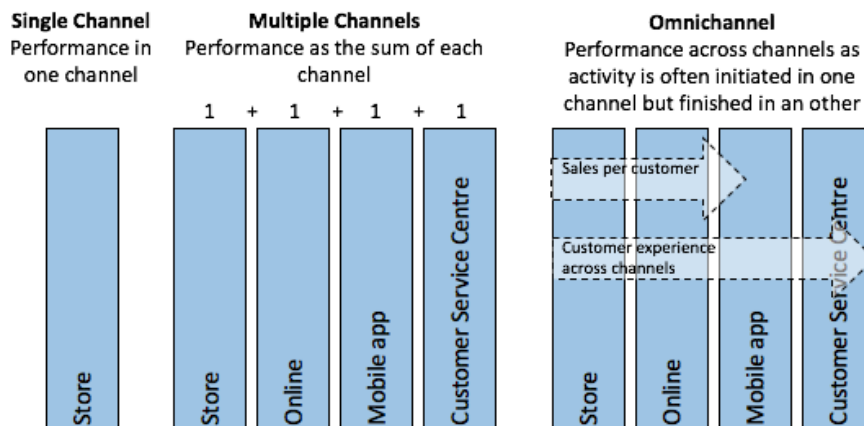 Single Channel
Performance in
one channel
Store
Multiple Channels
Performance as the sum of each
channel
1 + 1 + 1 + 1
Store
Online
Mobile app
Customer Service Centre
Omnichannel
Performance across channels as
activity is often initiated in one
channel but finished in an other
Sales per customer
Customer experience
across channels
Store
Online
Mobile app
Customer Service Centre